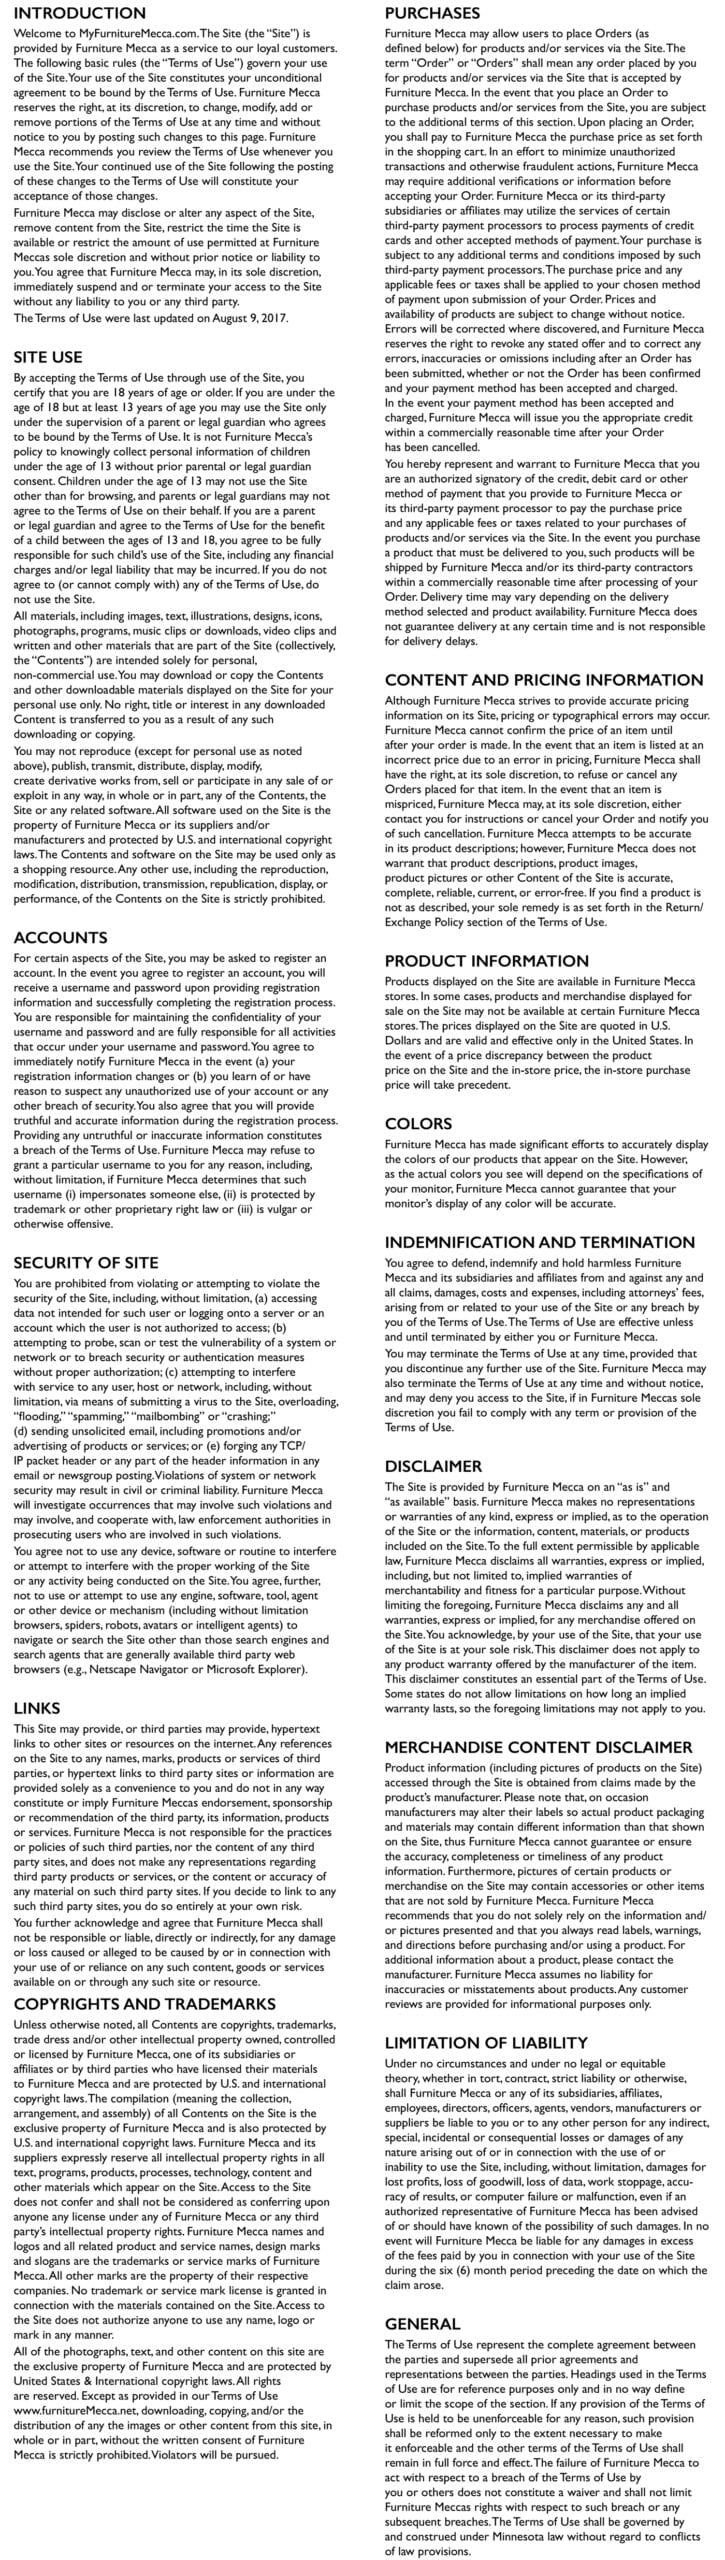 INTRODUCTION
Welcome to MyFurnitureMecca.com. The Site (the “Site”) is
provided by Furniture Mecca as a service to our loyal customers.
The following basic rules (the “Terms of Use”) govern your use
of the Site. Your use of the Site constitutes your unconditional
agreement to be bound by the Terms of Use. Furniture Mecca
reserves the right, at its discretion, to change, modify, add or
remove portions of the Terms of Use at any time and without
notice to you by posting such changes to this page. Furniture
Mecca recommends you review the Terms of Use whenever you
use the Site. Your continued use of the Site following the posting
of these changes to the Terms of Use will constitute your
acceptance of those changes.
Furniture Mecca may disclose or alter any aspect of the Site,
remove content from the Site, restrict the time the Site is
available or restrict the amount of use permitted at Furniture
Meccas sole discretion and without prior notice or liability to
you. You agree that Furniture Mecca may, in its sole discretion,
immediately suspend and or terminate your access to the Site
without any liability to you or any third party.
The Terms of Use were last updated on August 9, 2017.
SITE USE
By accepting the Terms of Use through use of the Site, you
certify that you are 18 years of age or older. If you are under the
age of 18 but at least 13 years of age you may use the Site only
under the supervision of a parent or legal guardian who agrees
to be bound by the Terms of Use. It is not Furniture Mecca’s
policy to knowingly collect personal information of children
under the age of 13 without prior parental or legal guardian
consent. Children under the age of 13 may not use the Site
other than for browsing, and parents or legal guardians may not
agree to the Terms of Use on their behalf. If you are a parent
or legal guardian and agree to the Terms of Use for the benefit
of a child between the ages of 13 and 18, you agree to be fully
responsible for such child’s use of the Site, including any financial
charges and/or legal liability that may be incurred. If you do not
agree to (or cannot comply with) any of the Terms of Use, do
not use the Site.
All materials, including images, text, illustrations, designs, icons,
photographs, programs, music clips or downloads, video clips and
written and other materials that are part of the Site (collectively,
the “Contents”) are intended solely for personal,
non-commercial use. You may download or copy the Contents
and other downloadable materials displayed on the Site for your
personal use only. No right, title or interest in any downloaded
Content is transferred to you as a result of any such
downloading or copying.
You may not reproduce (except for personal use as noted
above), publish, transmit, distribute, display, modify,
create derivative works from, sell or participate in any sale of or
exploit in any way, in whole or in part, any of the Contents, the
Site or any related software. All software used on the Site is the
property of Furniture Mecca or its suppliers and/or
manufacturers and protected by U.S. and international copyright
laws. The Contents and software on the Site may be used only as
a shopping resource. Any other use, including the reproduction,
modification, distribution, transmission, republication, display, or
performance, of the Contents on the Site is strictly prohibited.
ACCOUNTS
For certain aspects of the Site, you may be asked to register an
account. In the event you agree to register an account, you will
receive a username and password upon providing registration
information and successfully completing the registration process.
You are responsible for maintaining the confidentiality of your
username and password and are fully responsible for all activities
that occur under your username and password. You agree to
immediately notify Furniture Mecca in the event (a) your
registration information changes or (b) you learn of or have
reason to suspect any unauthorized use of your account or any
other breach of security. You also agree that you will provide
truthful and accurate information during the registration process.
Providing any untruthful or inaccurate information constitutes
a breach of the Terms of Use. Furniture Mecca may refuse to
grant a particular username to you for any reason, including,
without limitation, if Furniture Mecca determines that such
username (i) impersonates someone else, (ii) is protected by
trademark or other proprietary right law or (iii) is vulgar or
otherwise offensive.
SECURITY OF SITE
You are prohibited from violating or attempting to violate the
security of the Site, including, without limitation, (a) accessing
data not intended for such user or logging onto a server or an
account which the user is not authorized to access; (b)
attempting to probe, scan or test the vulnerability of a system or
network or to breach security or authentication measures
without proper authorization; (c) attempting to interfere
with service to any user, host or network, including, without
limitation, via means of submitting a virus to the Site, overloading,
“flooding,” “spamming,” “mailbombing” or “crashing;”
(d) sending unsolicited email, including promotions and/or
advertising of products or services; or (e) forging any TCP/
IP packet header or any part of the header information in any
email or newsgroup posting. Violations of system or network
security may result in civil or criminal liability. Furniture Mecca
will investigate occurrences that may involve such violations and
may involve, and cooperate with, law enforcement authorities in
prosecuting users who are involved in such violations.
You agree not to use any device, software or routine to interfere
or attempt to interfere with the proper working of the Site
or any activity being conducted on the Site. You agree, further,
not to use or attempt to use any engine, software, tool, agent
or other device or mechanism (including without limitation
browsers, spiders, robots, avatars or intelligent agents) to
navigate or search the Site other than those search engines and
search agents that are generally available third party web
browsers (e.g., Netscape Navigator or Microsoft Explorer).
LINKS
This Site may provide, or third parties may provide, hypertext
links to other sites or resources on the internet. Any references
on the Site to any names, marks, products or services of third
parties, or hypertext links to third party sites or information are
provided solely as a convenience to you and do not in any way
constitute or imply Furniture Meccas endorsement, sponsorship
or recommendation of the third party, its information, products
or services. Furniture Mecca is not responsible for the practices
or policies of such third parties, nor the content of any third
party sites, and does not make any representations regarding
third party products or services, or the content or accuracy of
any material on such third party sites. If you decide to link to any
such third party sites, you do so entirely at your own risk.
You further acknowledge and agree that Furniture Mecca shall
not be responsible or liable, directly or indirectly, for any damage
or loss caused or alleged to be caused by or in connection with
your use of or reliance on any such content, goods or services
available on or through any such site or resource.
COPYRIGHTS AND TRADEMARKS
Unless otherwise noted, all Contents are copyrights, trademarks,
trade dress and/or other intellectual property owned, controlled
or licensed by Furniture Mecca, one of its subsidiaries or
affiliates or by third parties who have licensed their materials
to Furniture Mecca and are protected by U.S. and international
copyright laws. The compilation (meaning the collection,
arrangement, and assembly) of all Contents on the Site is the
exclusive property of Furniture Mecca and is also protected by
U.S. and international copyright laws. Furniture Mecca and its
suppliers expressly reserve all intellectual property rights in all
text, programs, products, processes, technology, content and
other materials which appear on the Site. Access to the Site
does not confer and shall not be considered as conferring upon
anyone any license under any of Furniture Mecca or any third
party’s intellectual property rights. Furniture Mecca names and
logos and all related product and service names, design marks
and slogans are the trademarks or service marks of Furniture
Mecca. All other marks are the property of their respective
companies. No trademark or service mark license is granted in
connection with the materials contained on the Site. Access to
the Site does not authorize anyone to use any name, logo or
mark in any manner.
All of the photographs, text, and other content on this site are
the exclusive property of Furniture Mecca and are protected by
United States & International copyright laws. All rights
are reserved. Except as provided in our Terms of Use
www.furnitureMecca.net, downloading, copying, and/or the
distribution of any the images or other content from this site, in
whole or in part, without the written consent of Furniture
Mecca is strictly prohibited. Violators will be pursued.
PURCHASES
Furniture Mecca may allow users to place Orders (as
defined below) for products and/or services via the Site. The
term “Order” or “Orders” shall mean any order placed by you
for products and/or services via the Site that is accepted by
Furniture Mecca. In the event that you place an Order to
purchase products and/or services from the Site, you are subject
to the additional terms of this section. Upon placing an Order,
you shall pay to Furniture Mecca the purchase price as set forth
in the shopping cart. In an effort to minimize unauthorized
transactions and otherwise fraudulent actions, Furniture Mecca
may require additional verifications or information before
accepting your Order. Furniture Mecca or its third-party
subsidiaries or affiliates may utilize the services of certain
third-party payment processors to process payments of credit
cards and other accepted methods of payment. Your purchase is
subject to any additional terms and conditions imposed by such
third-party payment processors. The purchase price and any
applicable fees or taxes shall be applied to your chosen method
of payment upon submission of your Order. Prices and
availability of products are subject to change without notice.
Errors will be corrected where discovered, and Furniture Mecca
reserves the right to revoke any stated offer and to correct any
errors, inaccuracies or omissions including after an Order has
been submitted, whether or not the Order has been confirmed
and your payment method has been accepted and charged.
In the event your payment method has been accepted and
charged, Furniture Mecca will issue you the appropriate credit
within a commercially reasonable time after your Order
has been cancelled.
You hereby represent and warrant to Furniture Mecca that you
are an authorized signatory of the credit, debit card or other
method of payment that you provide to Furniture Mecca or
its third-party payment processor to pay the purchase price
and any applicable fees or taxes related to your purchases of
products and/or services via the Site. In the event you purchase
a product that must be delivered to you, such products will be
shipped by Furniture Mecca and/or its third-party contractors
within a commercially reasonable time after processing of your
Order. Delivery time may vary depending on the delivery
method selected and product availability. Furniture Mecca does
not guarantee delivery at any certain time and is not responsible
for delivery delays.
CONTENT AND PRICING INFORMATION
Although Furniture Mecca strives to provide accurate pricing
information on its Site, pricing or typographical errors may occur.
Furniture Mecca cannot confirm the price of an item until
after your order is made. In the event that an item is listed at an
incorrect price due to an error in pricing, Furniture Mecca shall
have the right, at its sole discretion, to refuse or cancel any
Orders placed for that item. In the event that an item is
mispriced, Furniture Mecca may, at its sole discretion, either
contact you for instructions or cancel your Order and notify you
of such cancellation. Furniture Mecca attempts to be accurate
in its product descriptions; however, Furniture Mecca does not
warrant that product descriptions, product images,
product pictures or other Content of the Site is accurate,
complete, reliable, current, or error-free. If you find a product is
not as described, your sole remedy is as set forth in the Return/
Exchange Policy section of the Terms of Use.
PRODUCT INFORMATION
Products displayed on the Site are available in Furniture Mecca
stores. In some cases, products and merchandise displayed for
sale on the Site may not be available at certain Furniture Mecca
stores. The prices displayed on the Site are quoted in U.S.
Dollars and are valid and effective only in the United States. In
the event of a price discrepancy between the product
price on the Site and the in-store price, the in-store purchase
price will take precedent.
COLORS
Furniture Mecca has made significant efforts to accurately display
the colors of our products that appear on the Site. However,
as the actual colors you see will depend on the specifications of
your monitor, Furniture Mecca cannot guarantee that your
monitor’s display of any color will be accurate.
INDEMNIFICATION AND TERMINATION
You agree to defend, indemnify and hold harmless Furniture
Mecca and its subsidiaries and affiliates from and against any and
all claims, damages, costs and expenses, including attorneys’ fees,
arising from or related to your use of the Site or any breach by
you of the Terms of Use. The Terms of Use are effective unless
and until terminated by either you or Furniture Mecca.
You may terminate the Terms of Use at any time, provided that
you discontinue any further use of the Site. Furniture Mecca may
also terminate the Terms of Use at any time and without notice,
and may deny you access to the Site, if in Furniture Meccas sole
discretion you fail to comply with any term or provision of the
Terms of Use.
DISCLAIMER
The Site is provided by Furniture Mecca on an “as is” and
“as available” basis. Furniture Mecca makes no representations
or warranties of any kind, express or implied, as to the operation
of the Site or the information, content, materials, or products
included on the Site. To the full extent permissible by applicable
law, Furniture Mecca disclaims all warranties, express or implied,
including, but not limited to, implied warranties of
merchantability and fitness for a particular purpose. Without
limiting the foregoing, Furniture Mecca disclaims any and all
warranties, express or implied, for any merchandise offered on
the Site. You acknowledge, by your use of the Site, that your use
of the Site is at your sole risk. This disclaimer does not apply to
any product warranty offered by the manufacturer of the item.
This disclaimer constitutes an essential part of the Terms of Use.
Some states do not allow limitations on how long an implied
warranty lasts, so the foregoing limitations may not apply to you.
MERCHANDISE CONTENT DISCLAIMER
Product information (including pictures of products on the Site)
accessed through the Site is obtained from claims made by the
product’s manufacturer. Please note that, on occasion
manufacturers may alter their labels so actual product packaging
and materials may contain different information than that shown
on the Site, thus Furniture Mecca cannot guarantee or ensure
the accuracy, completeness or timeliness of any product
information. Furthermore, pictures of certain products or
merchandise on the Site may contain accessories or other items
that are not sold by Furniture Mecca. Furniture Mecca
recommends that you do not solely rely on the information and/
or pictures presented and that you always read labels, warnings,
and directions before purchasing and/or using a product. For
additional information about a product, please contact the
manufacturer. Furniture Mecca assumes no liability for
inaccuracies or misstatements about products. Any customer
reviews are provided for informational purposes only.
LIMITATION OF LIABILITY
Under no circumstances and under no legal or equitable
theory, whether in tort, contract, strict liability or otherwise,
shall Furniture Mecca or any of its subsidiaries, affiliates,
employees, directors, officers, agents, vendors, manufacturers or
suppliers be liable to you or to any other person for any indirect,
special, incidental or consequential losses or damages of any
nature arising out of or in connection with the use of or
inability to use the Site, including, without limitation, damages for
lost profits, loss of goodwill, loss of data, work stoppage, accu-
racy of results, or computer failure or malfunction, even if an
authorized representative of Furniture Mecca has been advised
of or should have known of the possibility of such damages. In no
event will Furniture Mecca be liable for any damages in excess
of the fees paid by you in connection with your use of the Site
during the six (6) month period preceding the date on which the
claim arose.
GENERAL
The Terms of Use represent the complete agreement between
the parties and supersede all prior agreements and
representations between the parties. Headings used in the Terms
of Use are for reference purposes only and in no way define
or limit the scope of the section. If any provision of the Terms of
Use is held to be unenforceable for any reason, such provision
shall be reformed only to the extent necessary to make
it enforceable and the other terms of the Terms of Use shall
remain in full force and effect. The failure of Furniture Mecca to
act with respect to a breach of the Terms of Use by
you or others does not constitute a waiver and shall not limit
Furniture Meccas rights with respect to such breach or any
subsequent breaches. The Terms of Use shall be governed by
and construed under Minnesota law without regard to conflicts
of law provisions.